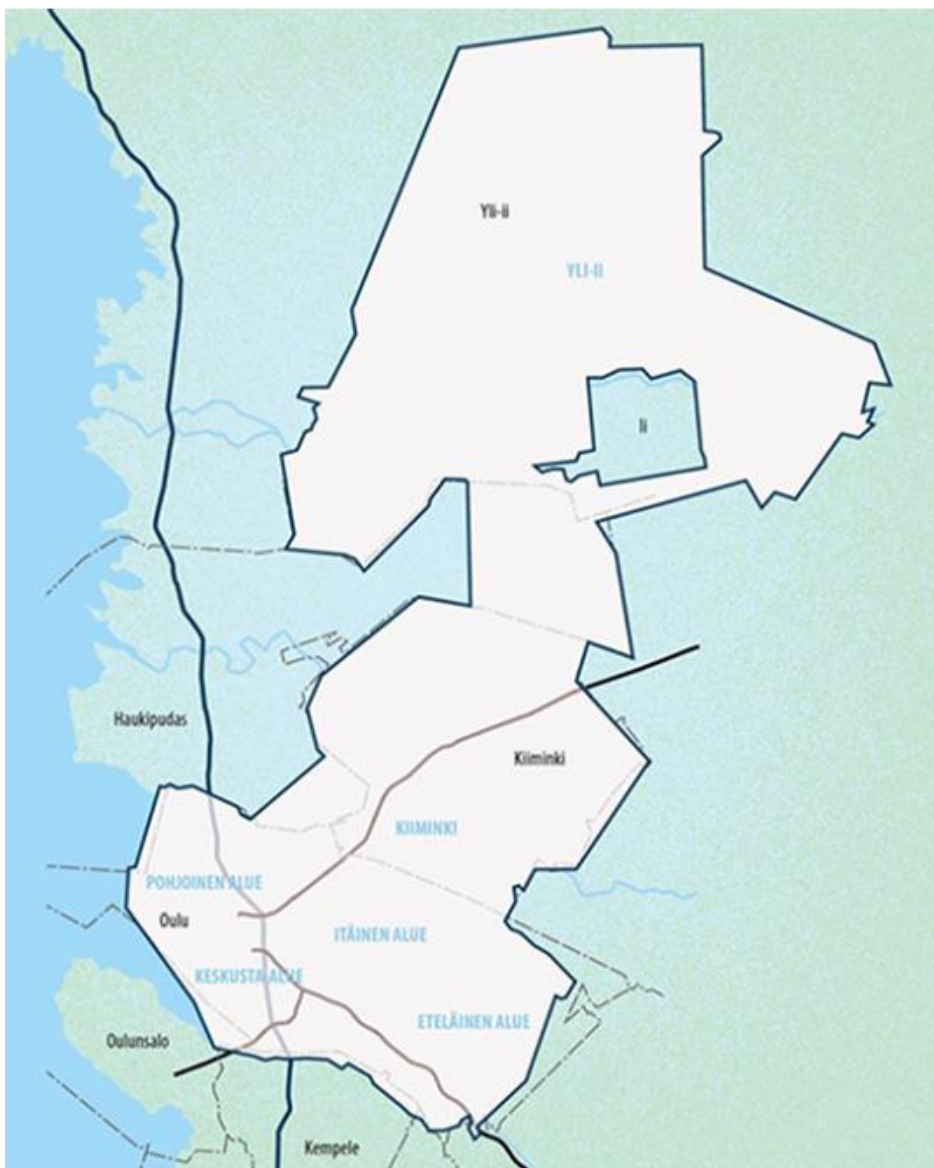 Yli-ii
YLI-II
Ii
Haukipudas
Kiiminki
KIIMINKI
POHJOINEN ALUE
Oulu
ITÄINEN ALUE
KESKUSTA ALUE
ETELÄINEN ALUE
Oulunsalo
Kempele